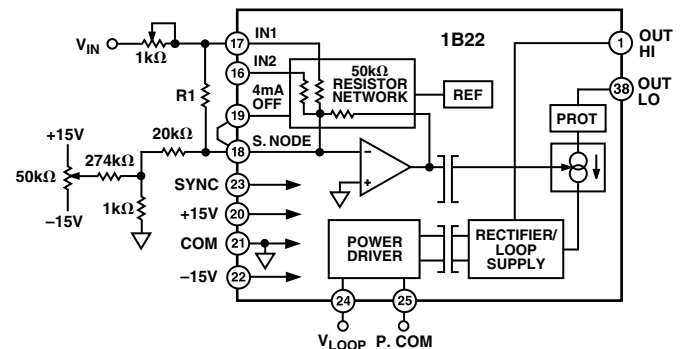 1B22
V_IN
1kΩ
17
IN1
16
IN2
R1
4mA
OFF
50kΩ
RESISTOR
NETWORK
REF
1
OUT
HI
38
OUT
LO
PROT
19
+15V
50kΩ
–15V
274kΩ
20kΩ
1kΩ
18
S. NODE
–
+
SYNC
23
+15V
20
COM
21
–15V
22
POWER
DRIVER
RECTIFIER/
LOOP
SUPPLY
24
25
V_LOOP
P. COM